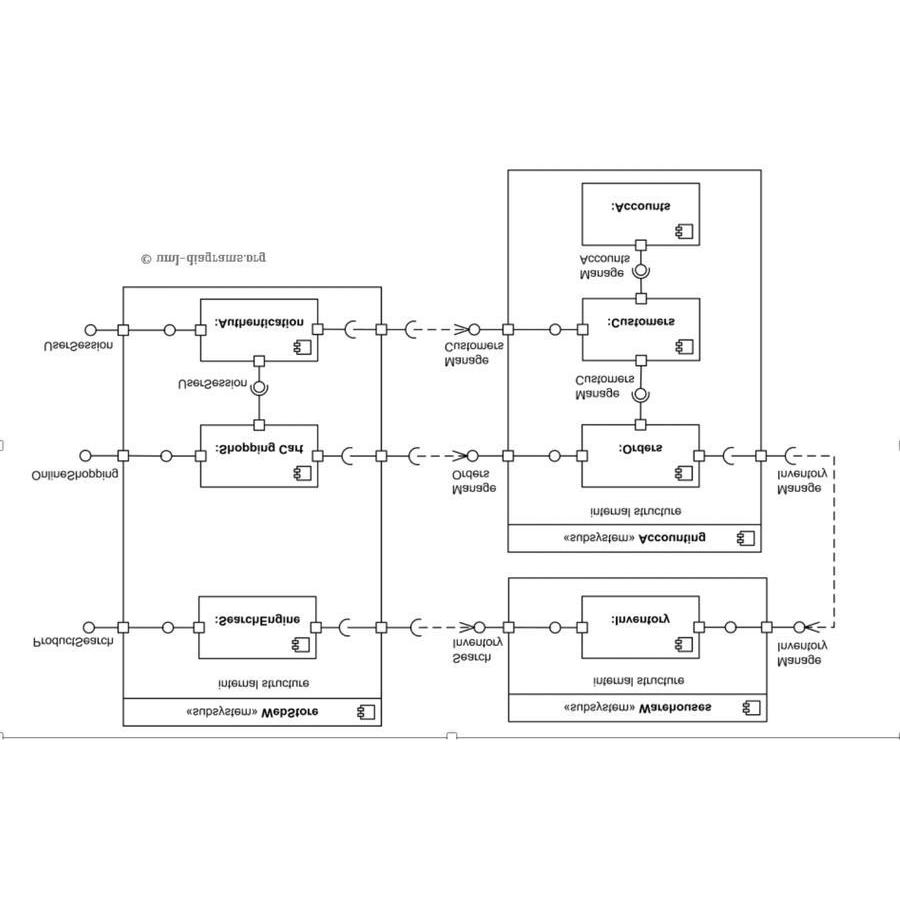 «subsystem» WebStore
«subsystem» Warehouses
internal structure
internal structure
:SearchEngine
:Inventory
ProductSearch
Search
Inventory
Manage
Inventory
«subsystem» Accounting
internal structure
:Shopping Cart
:Orders
OnlineShopping
Manage
Orders
Manage
Inventory
UserSession
Manage
Customers
:Authentication
:Customers
UserSession
Manage
Customers
Manage
Accounts
:Accounts
© uml-diagrams.org